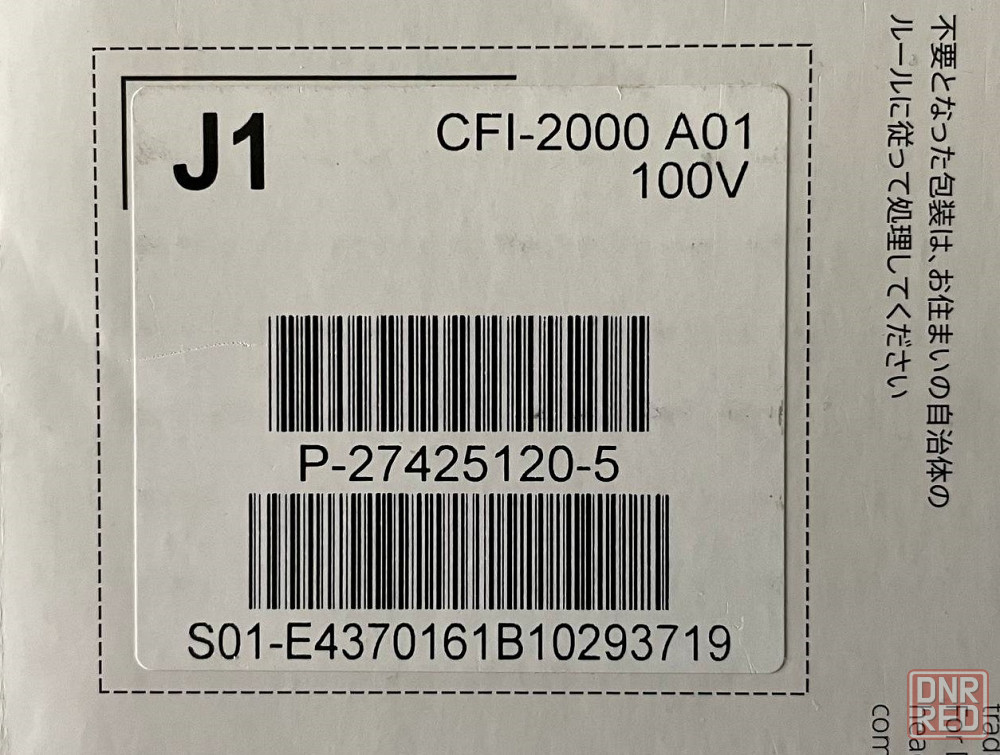 J1
CFI-2000 A01
100V
P-27425120-5
S01-E4370161B10293719
不要となった包装は、お住まいの自治体の
ルールに従って処理してください
DNR
RED